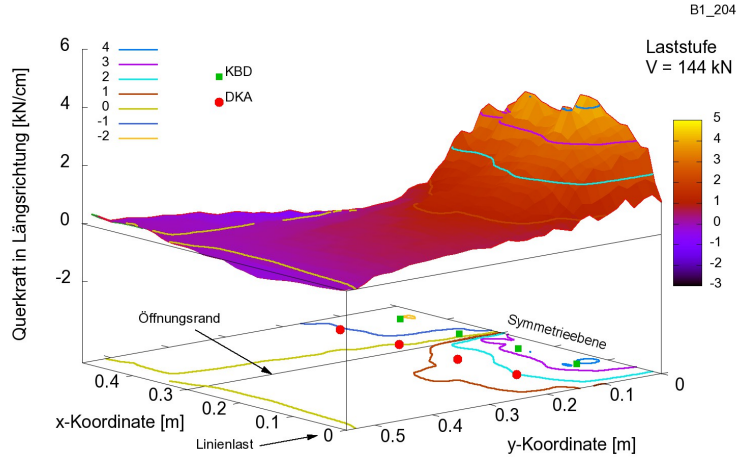 B1_204
Laststufe
V = 144 kN
Querkraft in Längsrichtung [kN/cm]
6
4
2
0
-2
4
3
2
1
0
-1
-2
KBD
DKA
5
4
3
2
1
0
-1
-2
-3
Öffnungsrand
Symmetrieebene
Linienlast
x-Koordinate [m]
0.4
0.3
0.2
0.1
0
y-Koordinate [m]
0.5
0.4
0.3
0.2
0.1
0